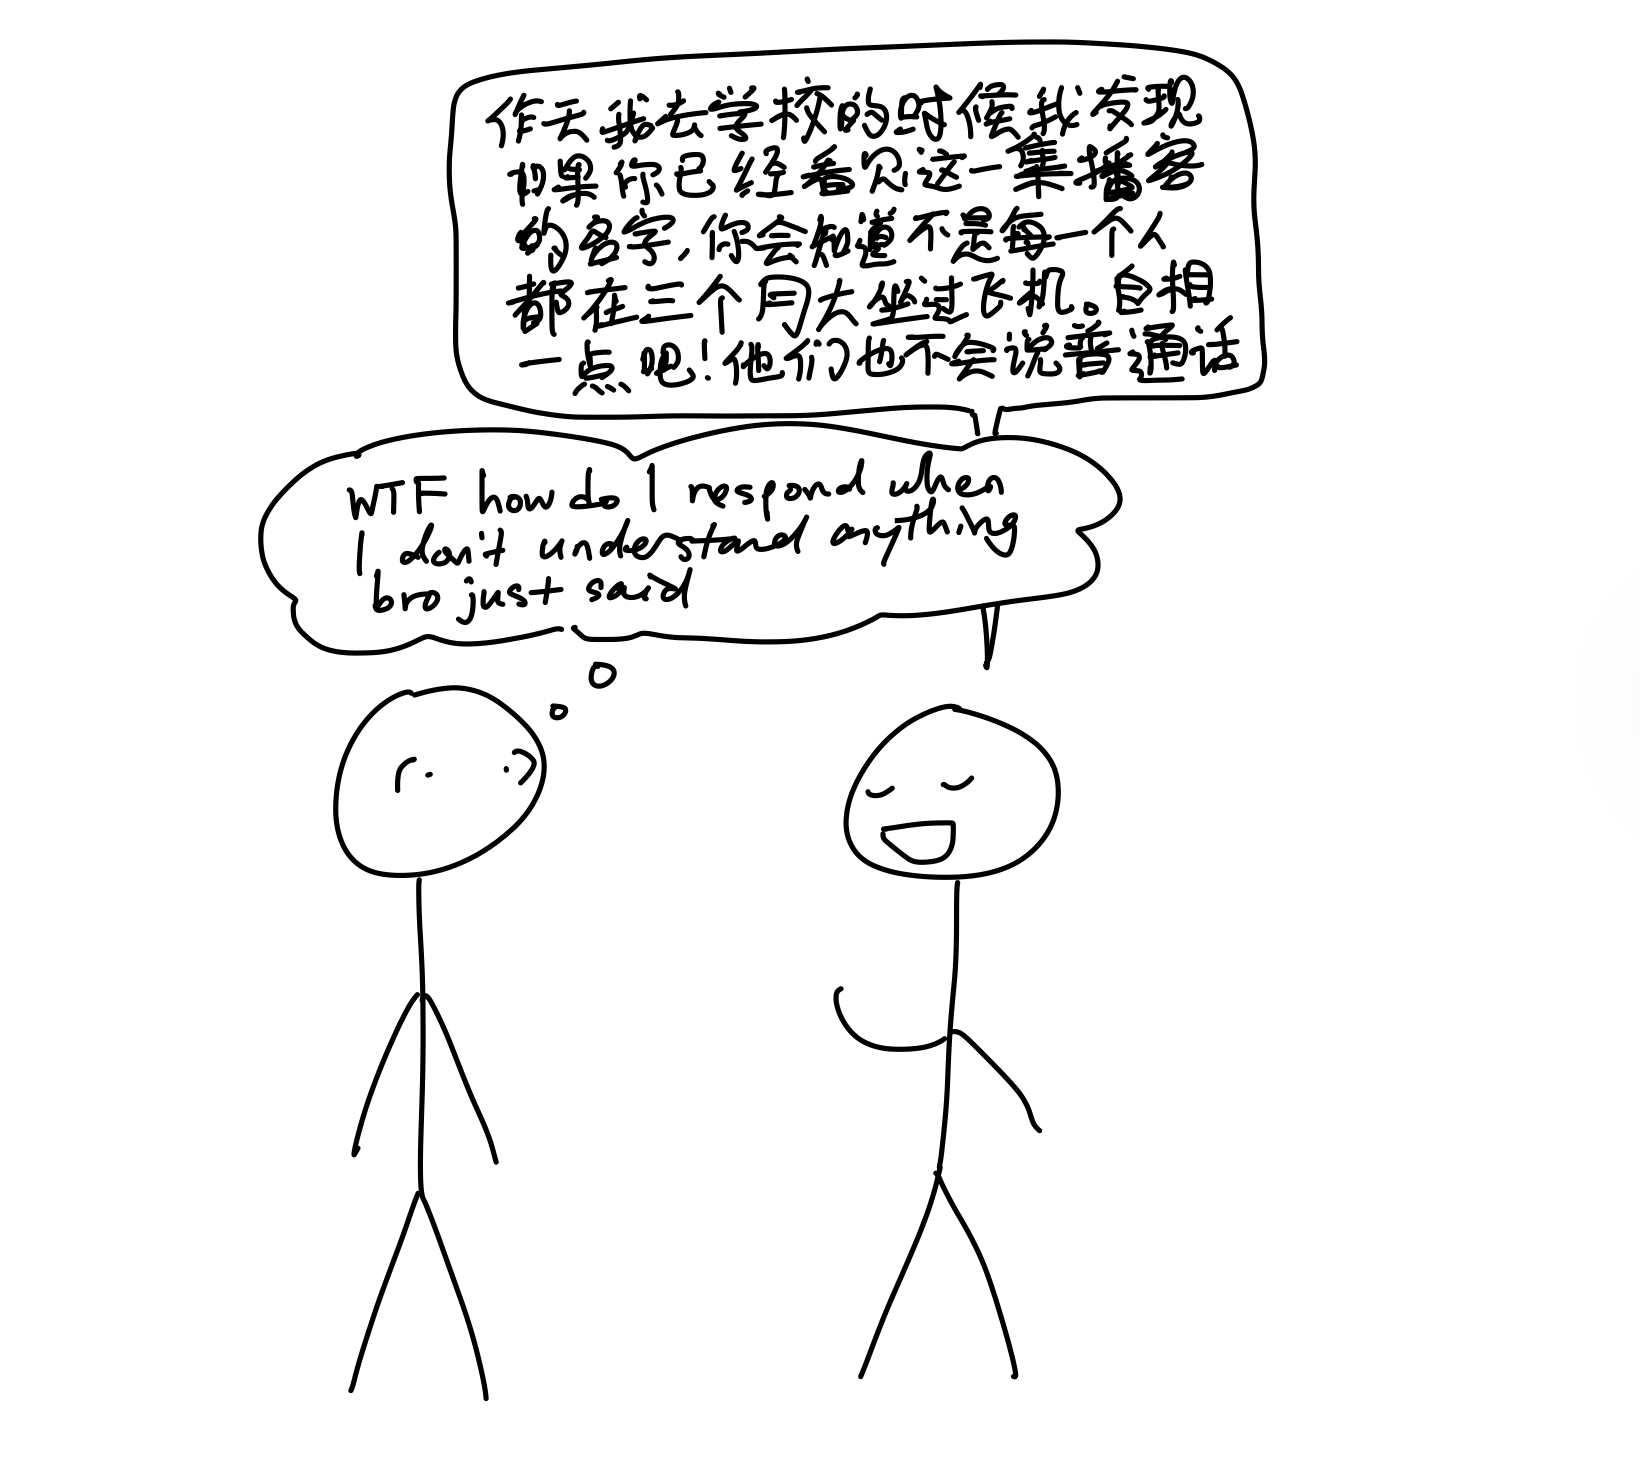 作天我去学校的时候我发现
如果你已经看见这一集播客
的名字,你会知道不是每一个人
都在三个月大坐过飞机。自相
一点吧!他们也不会说普通话
WTF how do I respond when
I don't understand anything
bro just said